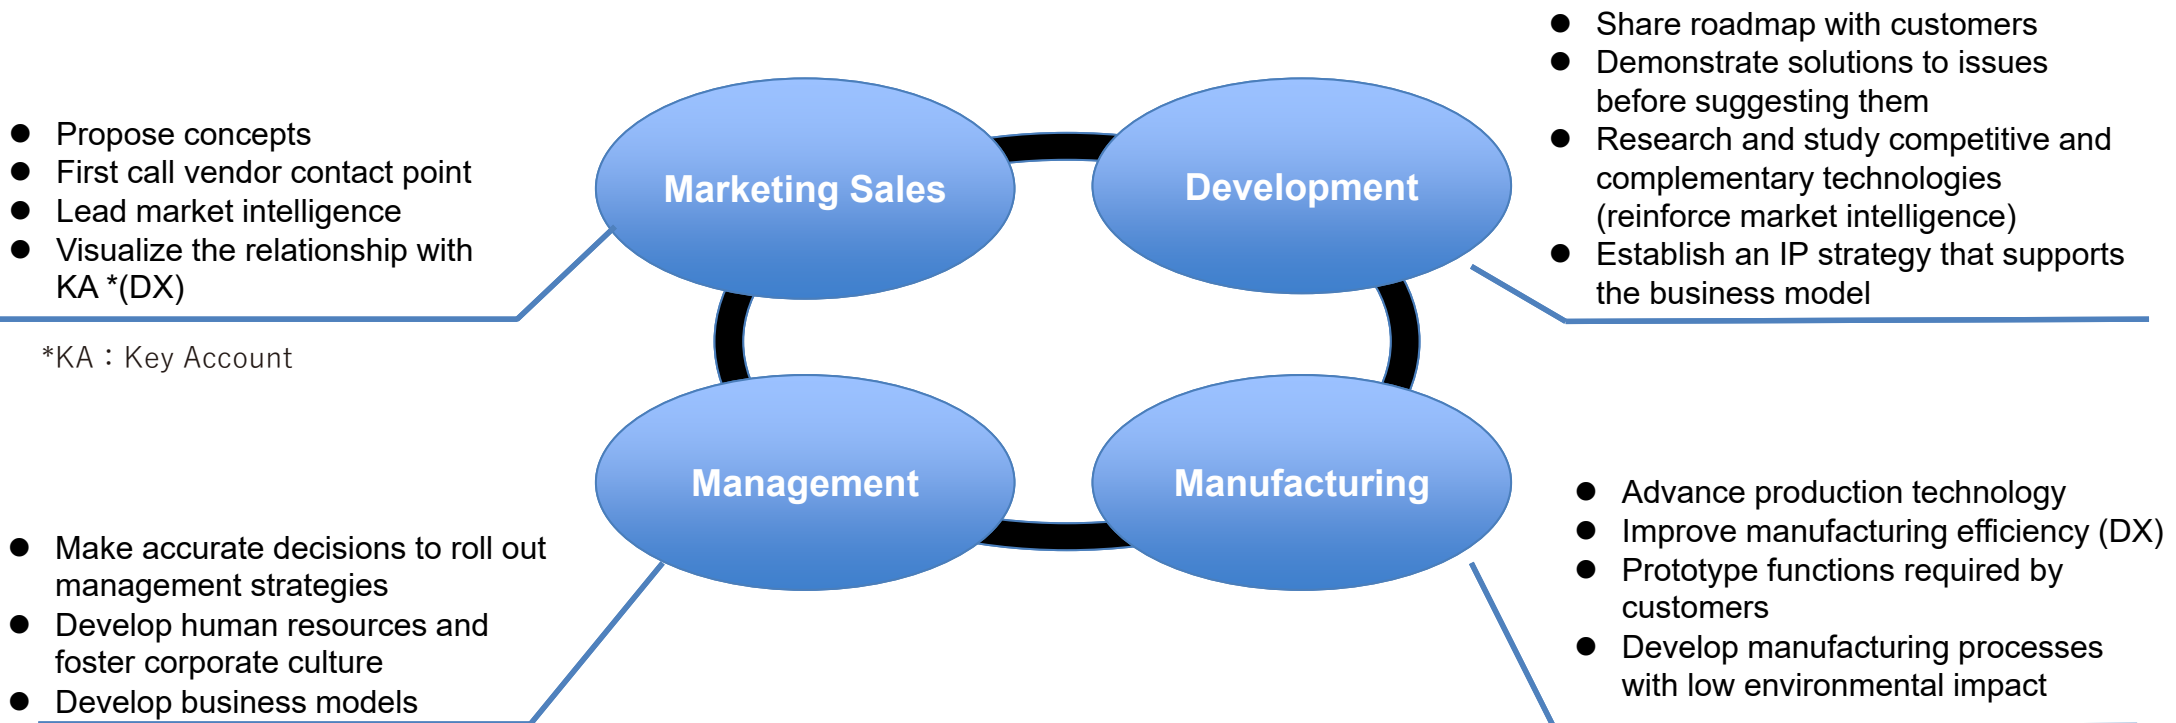 ● Propose concepts
● First call vendor contact point
● Lead market intelligence
● Visualize the relationship with
KA *(DX)
*KA：Key Account
Marketing Sales
Development
● Share roadmap with customers
● Demonstrate solutions to issues
before suggesting them
● Research and study competitive and
complementary technologies
(reinforce market intelligence)
● Establish an IP strategy that supports
the business model
Management
Manufacturing
● Make accurate decisions to roll out
management strategies
● Develop human resources and
foster corporate culture
● Develop business models
● Advance production technology
● Improve manufacturing efficiency (DX)
● Prototype functions required by
customers
● Develop manufacturing processes
with low environmental impact